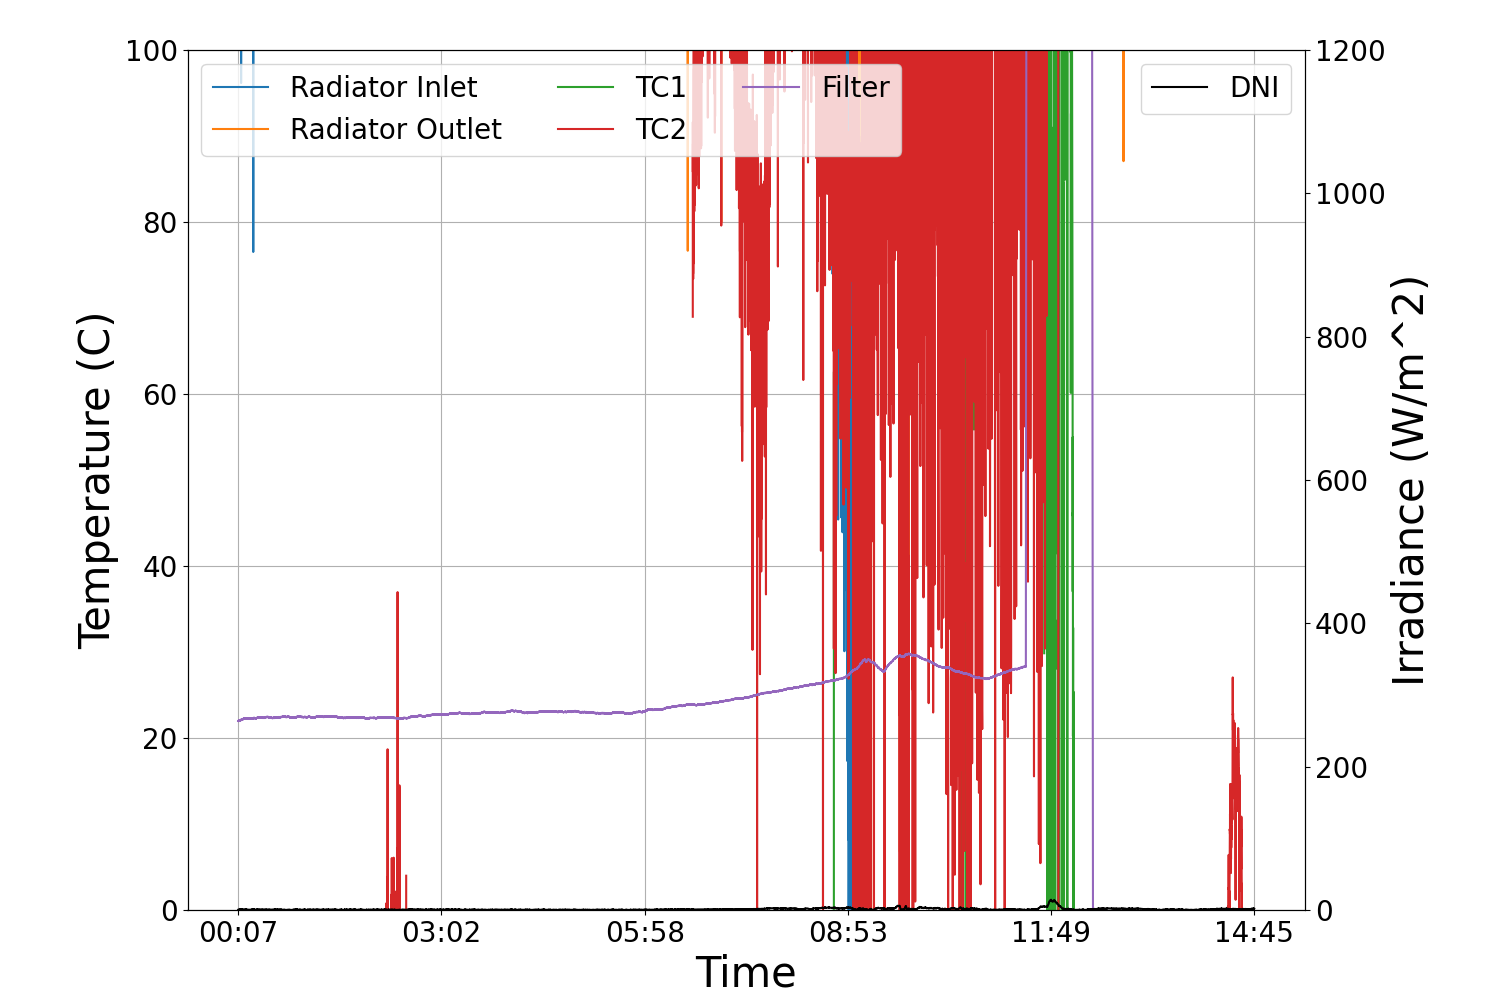 100
80
60
40
20
0
Temperature (C)
Radiator Inlet
Radiator Outlet
TC1
TC2
Filter
DNI
1200
1000
800
600
400
200
0
Irradiance (W/m^2)
00:07
03:02
05:58
08:53
11:49
14:45
Time